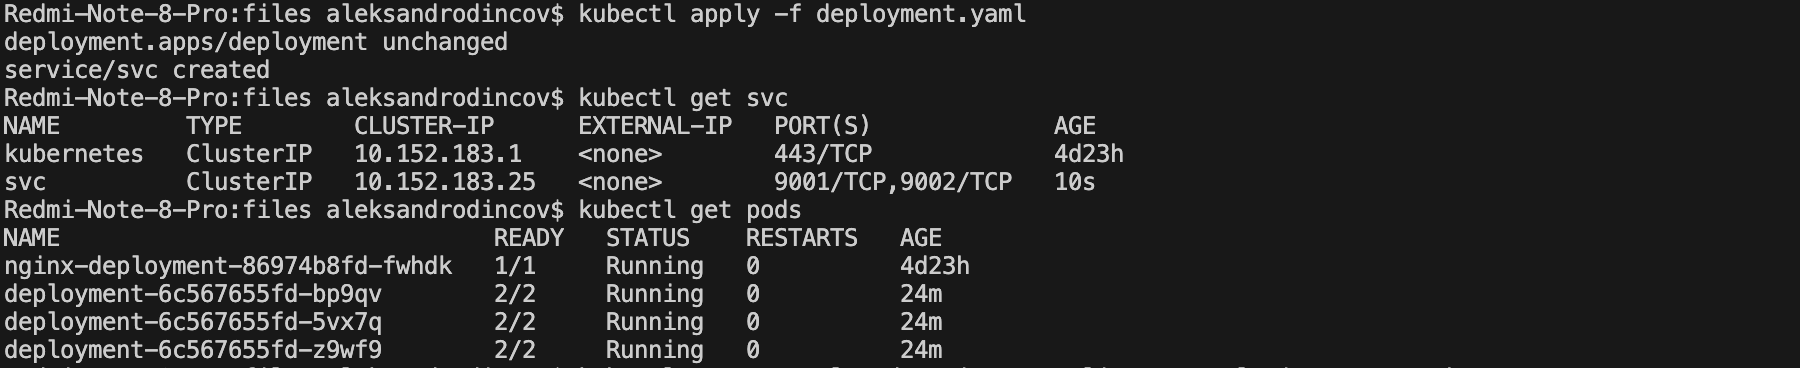 Redmi-Note-8-Pro:files aleksandrodincov$ kubectl apply -f deployment.yaml
deployment.apps/deployment unchanged
service/svc created
Redmi-Note-8-Pro:files aleksandrodincov$ kubectl get svc
NAME TYPE CLUSTER-IP EXTERNAL-IP PORT(S) AGE
kubernetes ClusterIP 10.152.183.1 <none> 443/TCP 4d23h
svc ClusterIP 10.152.183.25 <none> 9001/TCP,9002/TCP 10s
Redmi-Note-8-Pro:files aleksandrodincov$ kubectl get pods
NAME READY STATUS RESTARTS AGE
nginx-deployment-86974b8fd-fwhdk 1/1 Running 0 4d23h
deployment-6c567655fd-bp9qv 2/2 Running 0 24m
deployment-6c567655fd-5vx7q 2/2 Running 0 24m
deployment-6c567655fd-z9wf9 2/2 Running 0 24m